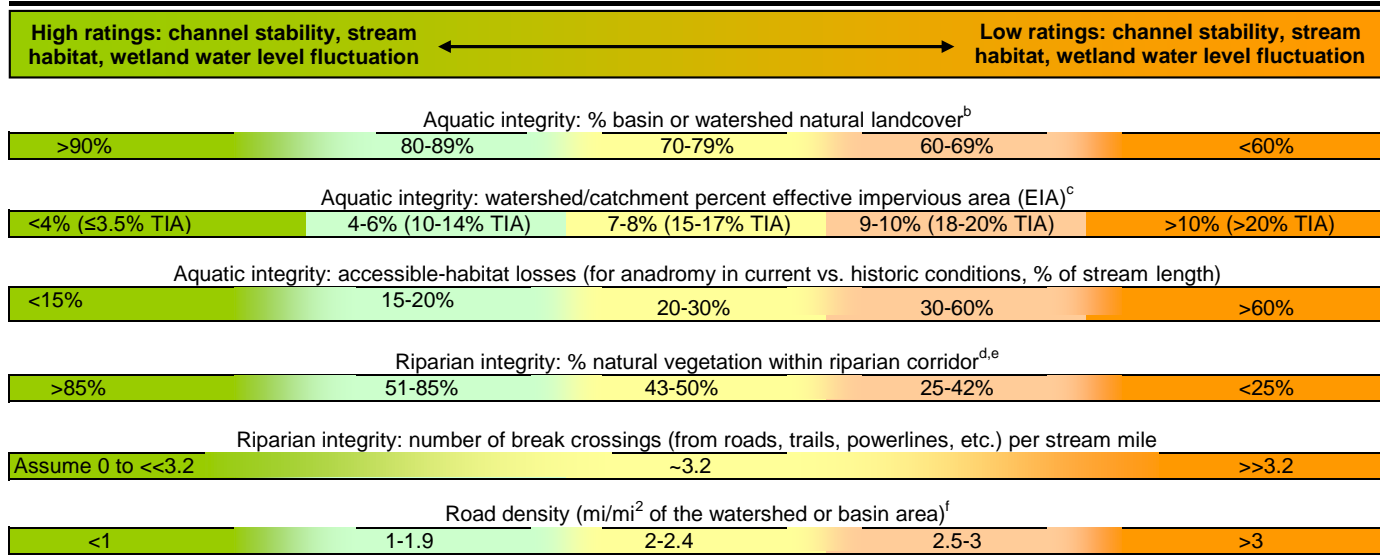 High ratings: channel stability, stream
habitat, wetland water level fluctuation
Low ratings: channel stability, stream
habitat, wetland water level fluctuation
Aquatic integrity: % basin or watershed natural landcoverᵇ
>90% 80-89% 70-79% 60-69% <60%
Aquatic integrity: watershed/catchment percent effective impervious area (EIA)ᶜ
<4% (≤3.5% TIA) 4-6% (10-14% TIA) 7-8% (15-17% TIA) 9-10% (18-20% TIA) >10% (>20% TIA)
Aquatic integrity: accessible-habitat losses (for anadromy in current vs. historic conditions, % of stream length)
<15% 15-20% 20-30% 30-60% >60%
Riparian integrity: % natural vegetation within riparian corridorᵈ,ᵉ
>85% 51-85% 43-50% 25-42% <25%
Riparian integrity: number of break crossings (from roads, trails, powerlines, etc.) per stream mile
Assume 0 to <<3.2 ~3.2 >>3.2
Road density (mi/mi² of the watershed or basin area)ᶠ
<1 1-1.9 2-2.4 2.5-3 >3